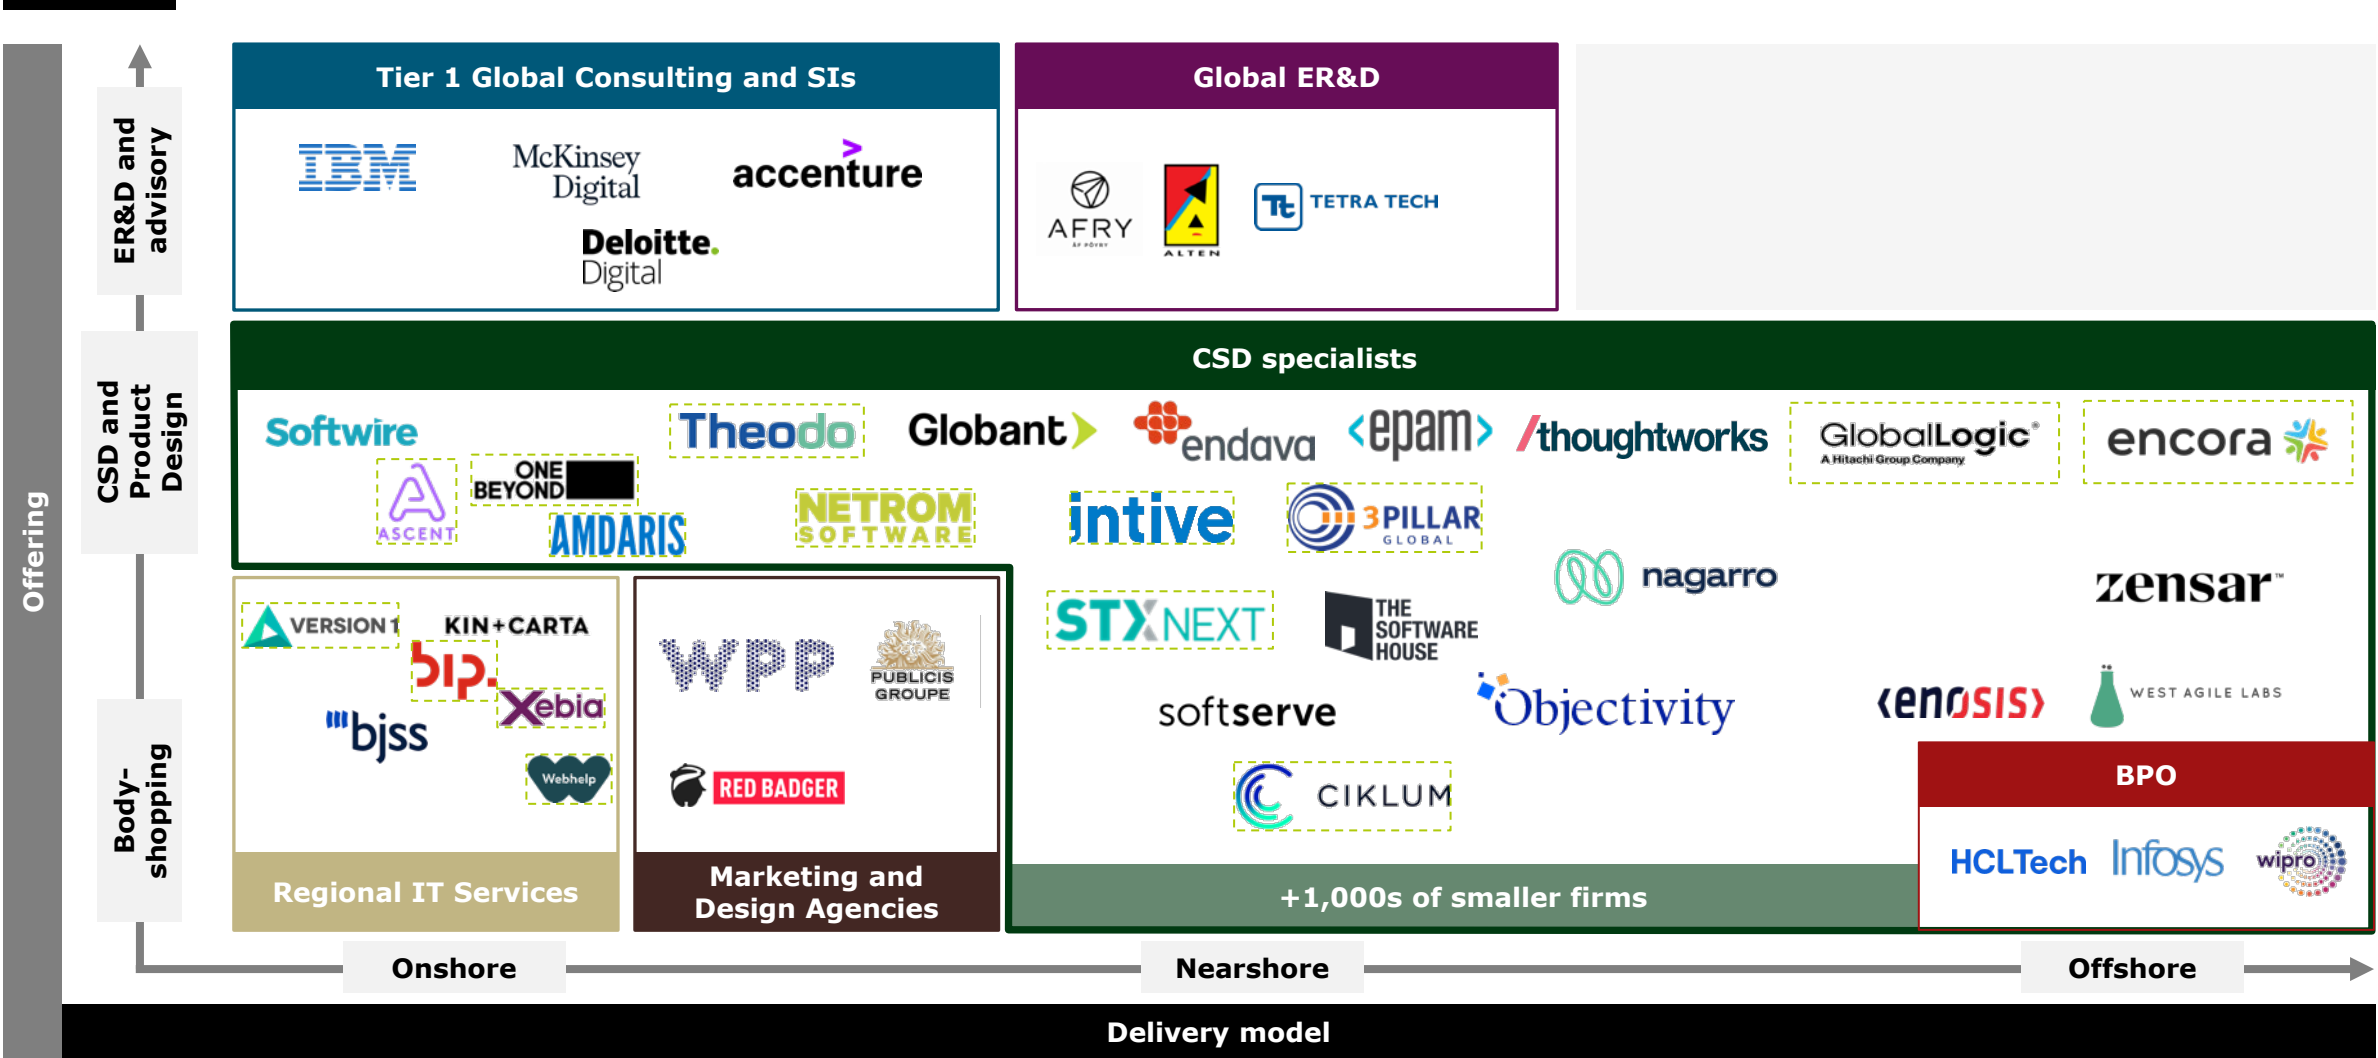 Offering
ER&D and
advisory
CSD and
Product
Design
Body-
shopping
Tier 1 Global Consulting and SIs
IBM
McKinsey
Digital
accenture
Deloitte.
Digital
Global ER&D
AFRY
ÅF PÖYRY
ALTEN
Tt TETRA TECH
CSD specialists
Softwire
Theodo
Globant
endava
<epam>
/thoughtworks
GlobalLogic®
A Hitachi Group Company
encora
ASCENT
ONE
BEYOND
AMDARIS
NETROM
SOFTWARE
intive
3PILLAR
GLOBAL
nagarro
zensar™
STX NEXT
THE
SOFTWARE
HOUSE
softserve
Objectivity
<enosis>
WEST AGILE LABS
CIKLUM
+1,000s of smaller firms
VERSION 1
KIN+CARTA
bip.
Xebia
bjss
Webhelp
Regional IT Services
WPP
PUBLICIS
GROUPE
RED BADGER
Marketing and
Design Agencies
BPO
HCLTech
Infosys
wipro
Onshore
Nearshore
Offshore
Delivery model